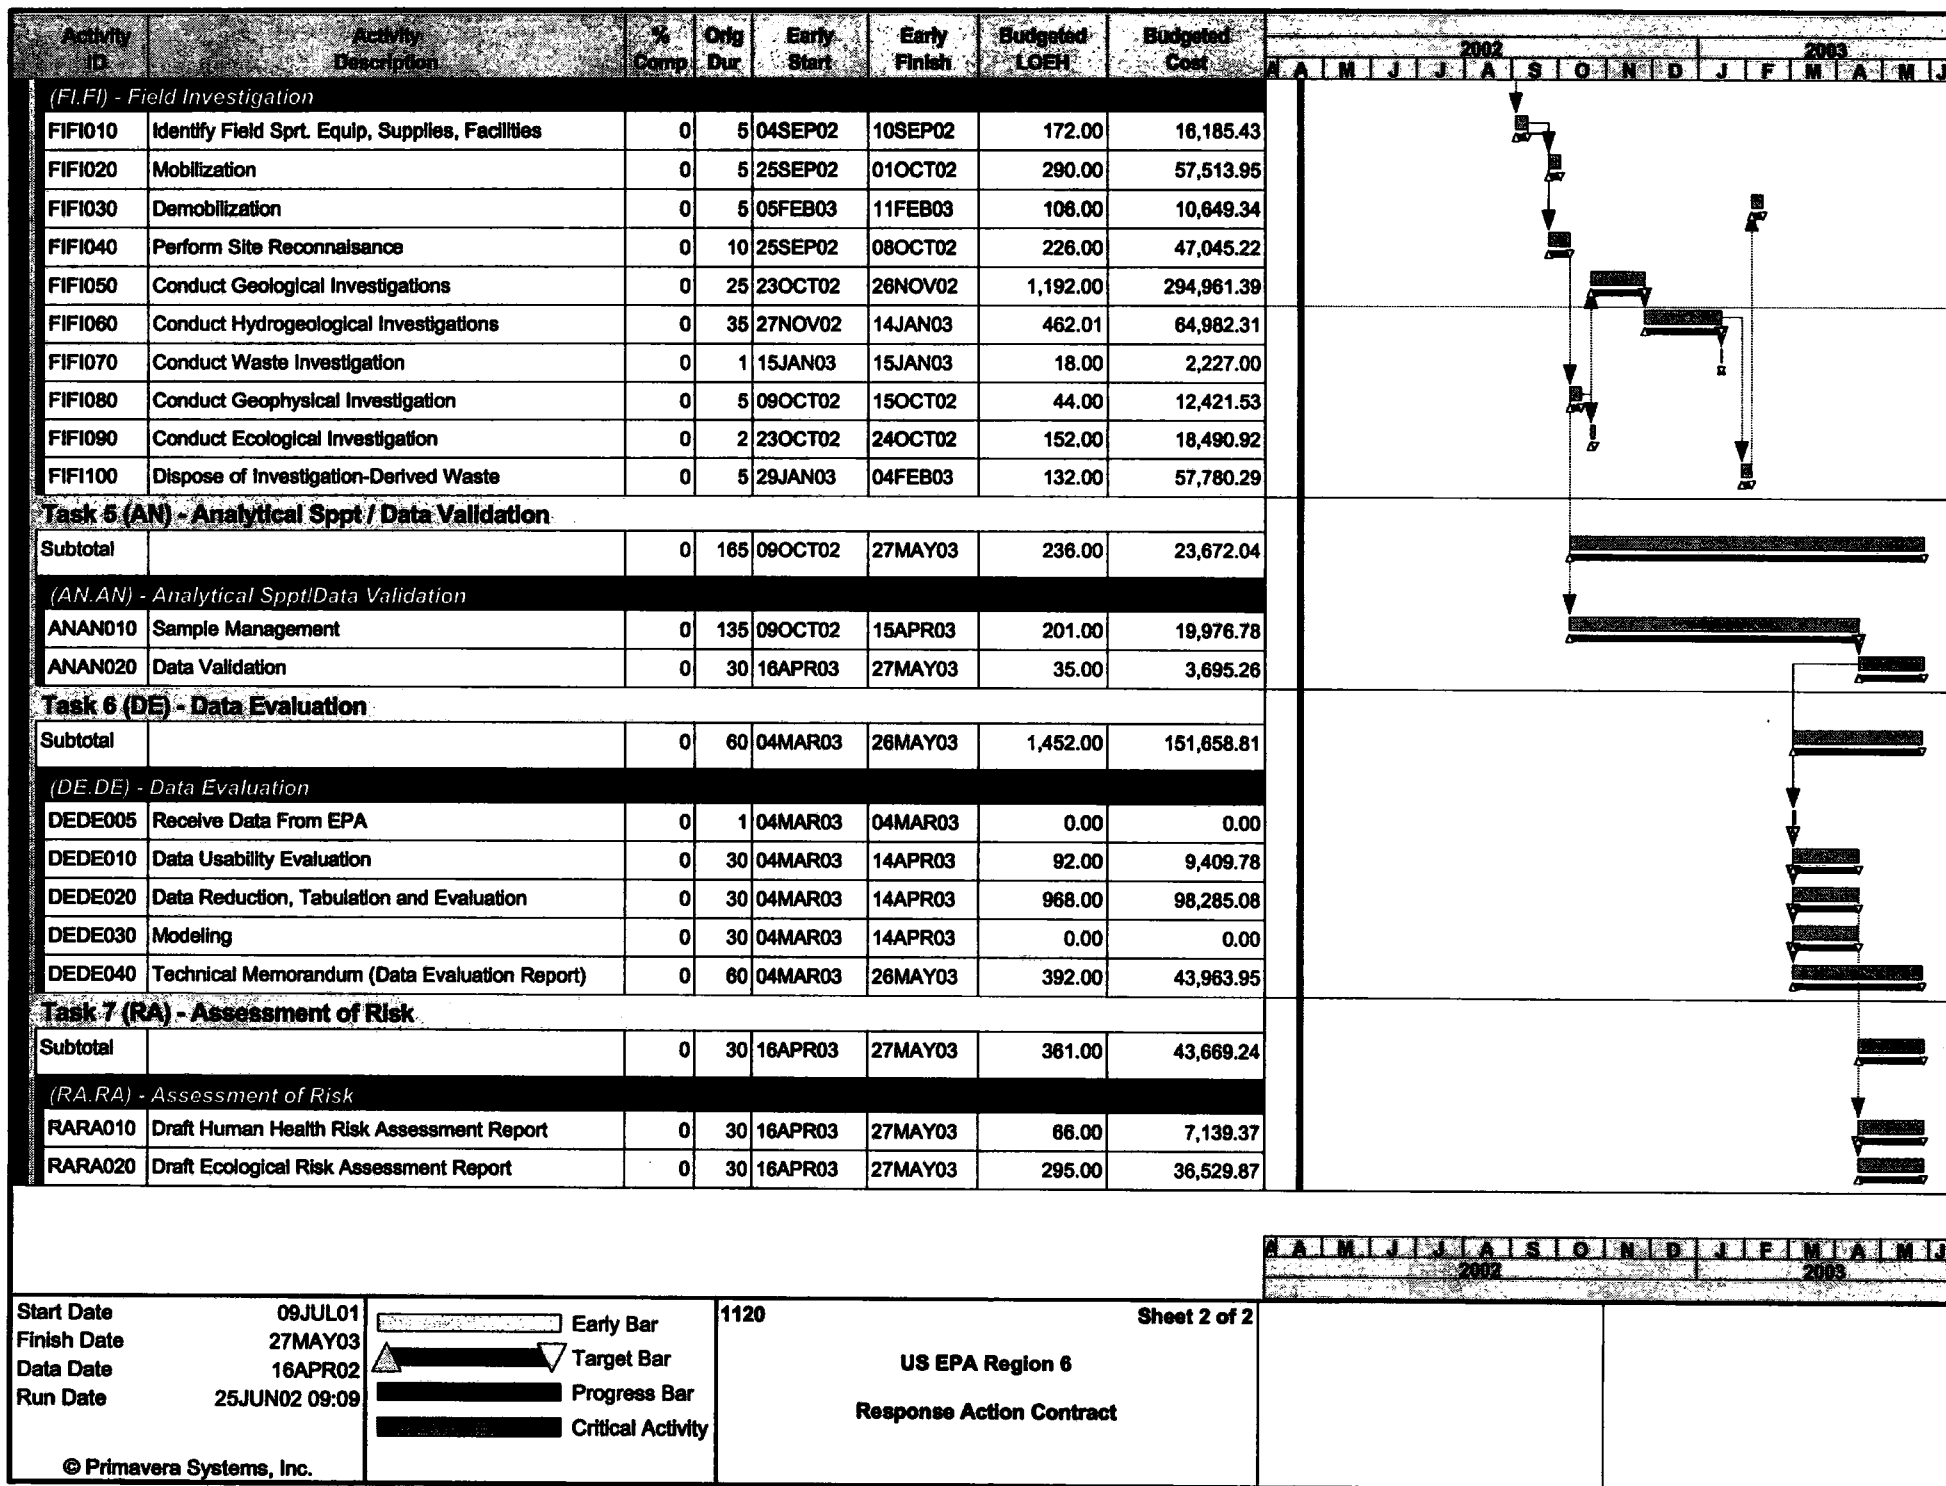 Activity ID Activity Description % Comp Orig Dur Early Start Early Finish Budgeted LOEH Budgeted Cost
2002 2003
A A M J J A S O N D J F M A M J
(FI.FI) - Field Investigation
FIFI010 Identify Field Sprt. Equip, Supplies, Facilities 0 5 04SEP02 10SEP02 172.00 16,185.43
FIFI020 Mobilization 0 5 25SEP02 01OCT02 290.00 57,513.95
FIFI030 Demobilization 0 5 05FEB03 11FEB03 106.00 10,649.34
FIFI040 Perform Site Reconnaisance 0 10 25SEP02 08OCT02 226.00 47,045.22
FIFI050 Conduct Geological Investigations 0 25 23OCT02 26NOV02 1,192.00 294,961.39
FIFI060 Conduct Hydrogeological Investigations 0 35 27NOV02 14JAN03 462.01 64,982.31
FIFI070 Conduct Waste Investigation 0 1 15JAN03 15JAN03 18.00 2,227.00
FIFI080 Conduct Geophysical Investigation 0 5 09OCT02 15OCT02 44.00 12,421.53
FIFI090 Conduct Ecological Investigation 0 2 23OCT02 24OCT02 152.00 18,490.92
FIFI100 Dispose of Investigation-Derived Waste 0 5 29JAN03 04FEB03 132.00 57,780.29
Task 5 (AN) - Analytical Sppt / Data Validation
Subtotal 0 165 09OCT02 27MAY03 236.00 23,672.04
(AN.AN) - Analytical Sppt/Data Validation
ANAN010 Sample Management 0 135 09OCT02 15APR03 201.00 19,976.78
ANAN020 Data Validation 0 30 16APR03 27MAY03 35.00 3,695.26
Task 6 (DE) - Data Evaluation
Subtotal 0 60 04MAR03 26MAY03 1,452.00 151,658.81
(DE.DE) - Data Evaluation
DEDE005 Receive Data From EPA 0 1 04MAR03 04MAR03 0.00 0.00
DEDE010 Data Usability Evaluation 0 30 04MAR03 14APR03 92.00 9,409.78
DEDE020 Data Reduction, Tabulation and Evaluation 0 30 04MAR03 14APR03 968.00 98,285.08
DEDE030 Modeling 0 30 04MAR03 14APR03 0.00 0.00
DEDE040 Technical Memorandum (Data Evaluation Report) 0 60 04MAR03 26MAY03 392.00 43,963.95
Task 7 (RA) - Assessment of Risk
Subtotal 0 30 16APR03 27MAY03 361.00 43,669.24
(RA.RA) - Assessment of Risk
RARA010 Draft Human Health Risk Assessment Report 0 30 16APR03 27MAY03 66.00 7,139.37
RARA020 Draft Ecological Risk Assessment Report 0 30 16APR03 27MAY03 295.00 36,529.87
A A M J J A S O N D J F M A M J
2002 2003
Start Date 09JUL01
Finish Date 27MAY03
Data Date 16APR02
Run Date 25JUN02 09:09
© Primavera Systems, Inc.
Early Bar
Target Bar
Progress Bar
Critical Activity
1120 Sheet 2 of 2
US EPA Region 6
Response Action Contract